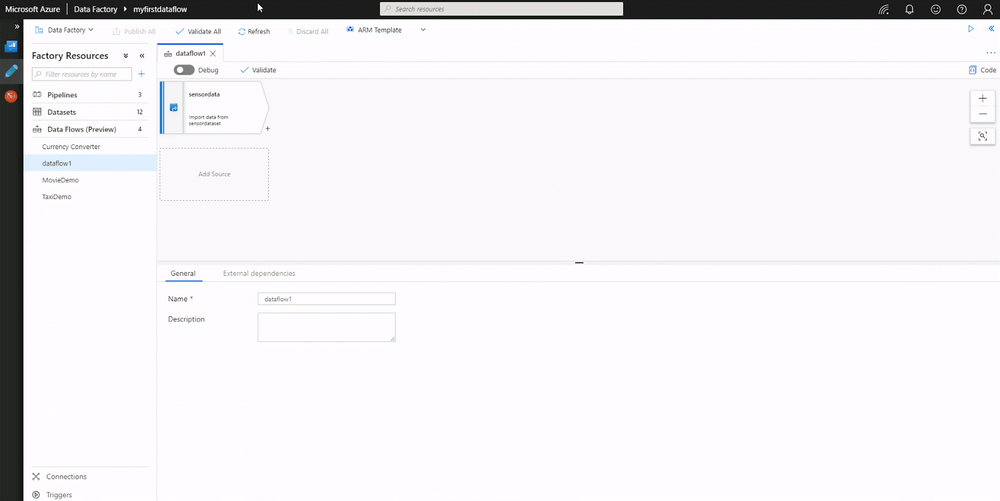 Microsoft Azure Data Factory myfirstdataflow Search resources
Data Factory Publish All Validate All Refresh Discard All ARM Template
Factory Resources
Filter resources by name
Pipelines 3
Datasets 12
Data Flows (Preview) 4
Currency Converter
dataflow1
MovieDemo
TaxiDemo
Connections
Triggers
dataflow1
Debug Validate Code
sensordata
Import data from
sensordataset
+
Add Source
General External dependencies
Name * dataflow1
Description